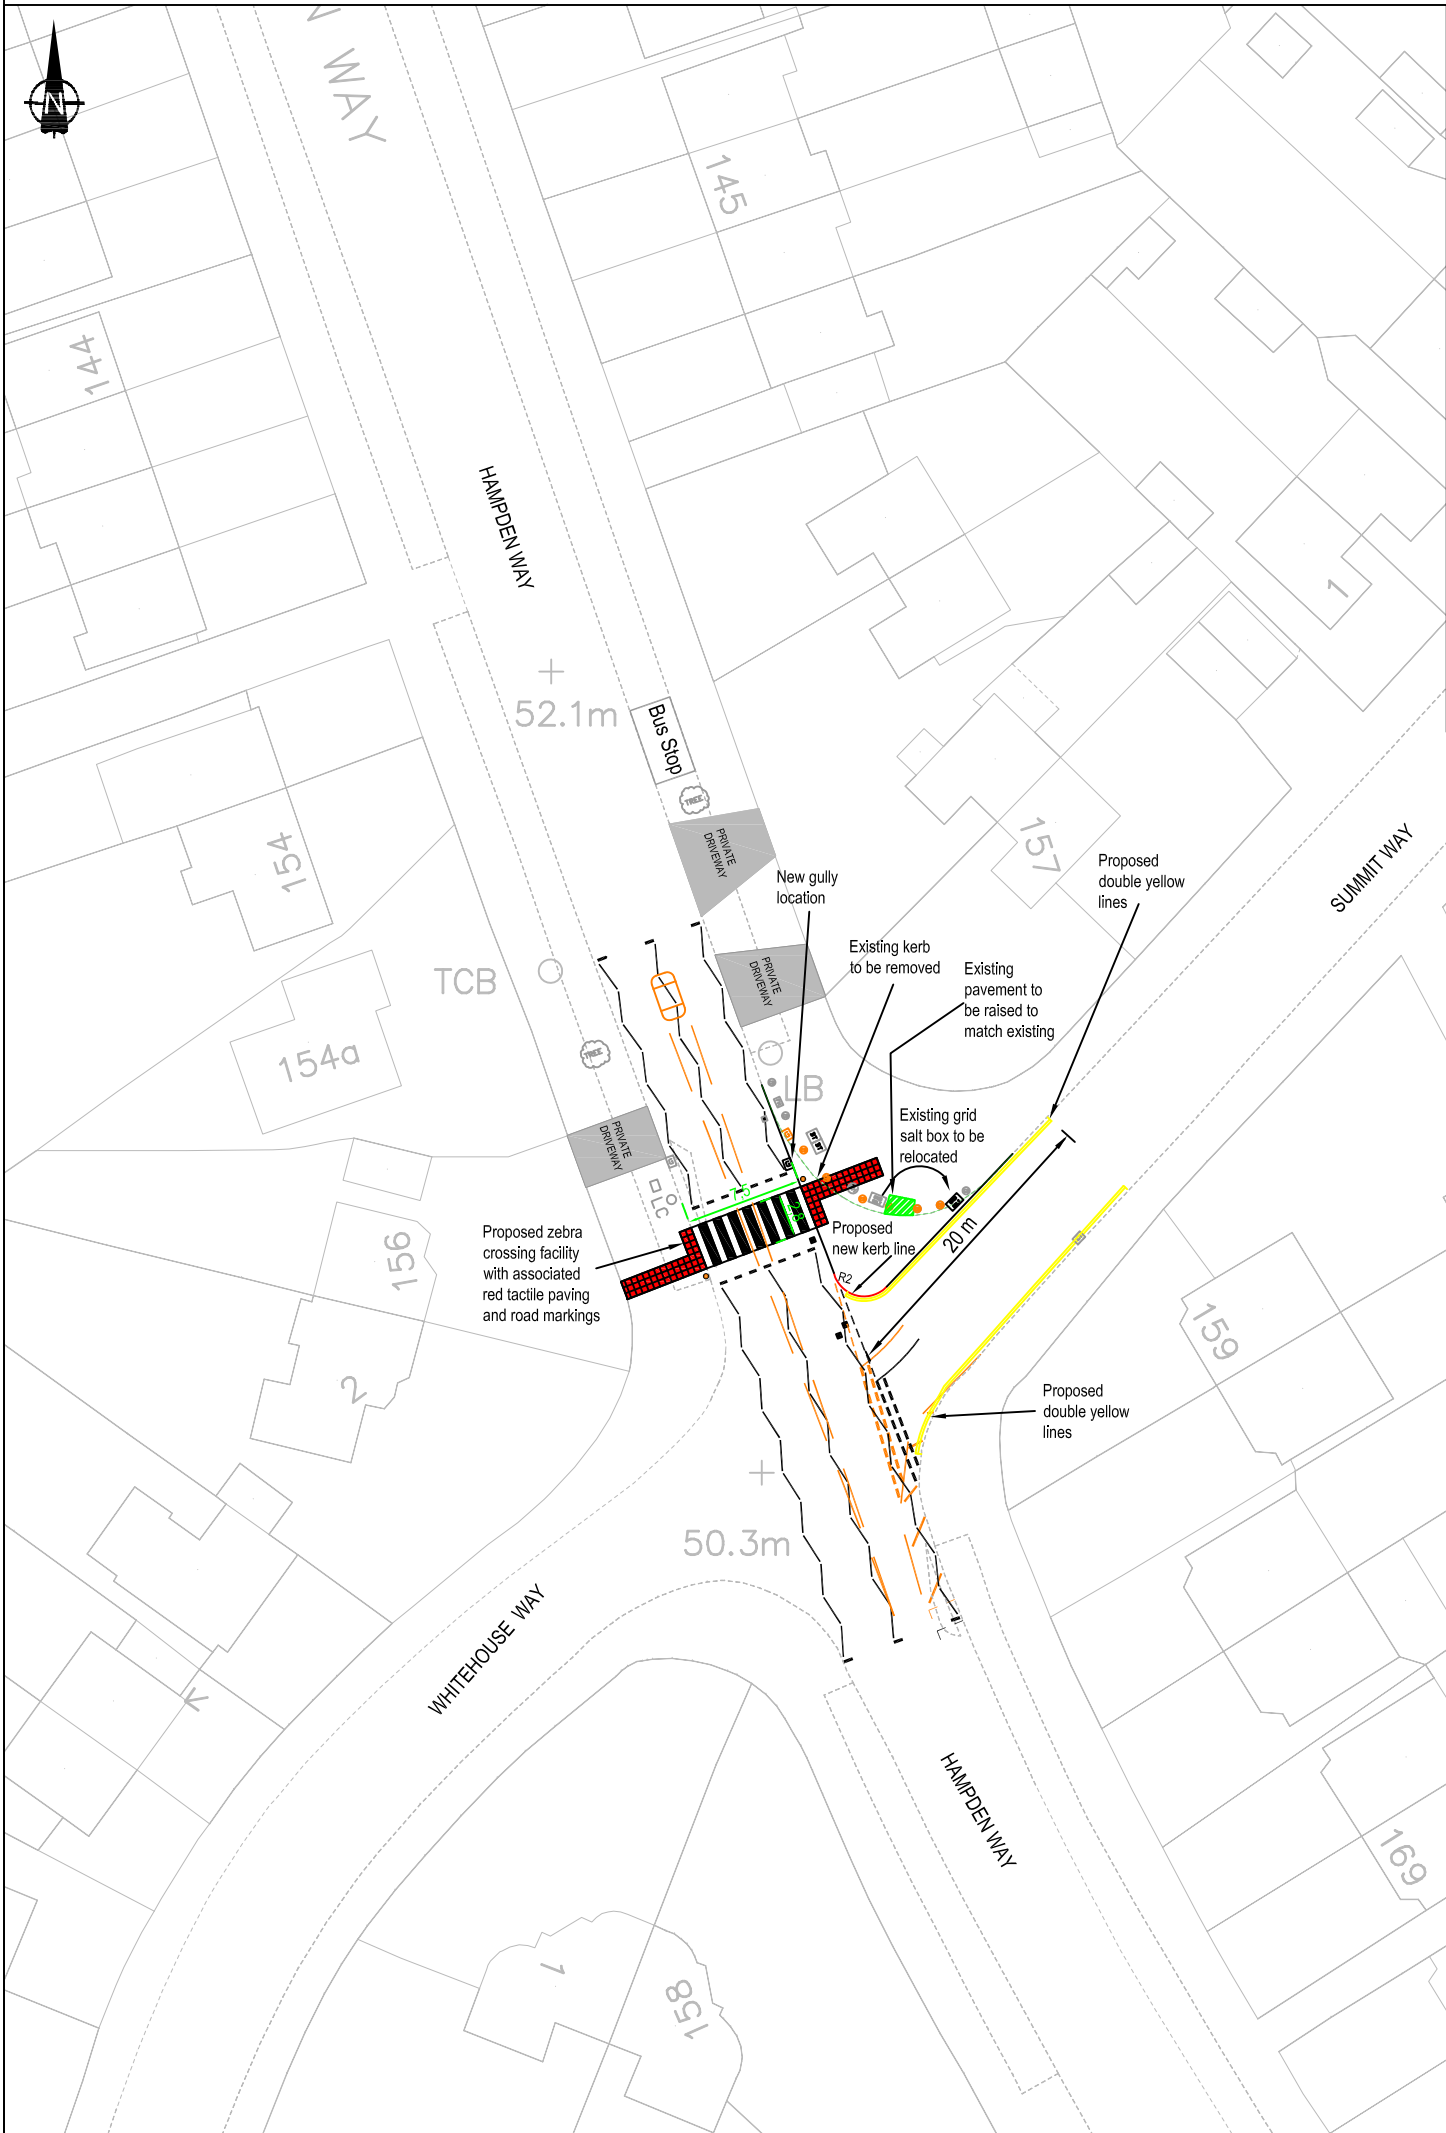 N WAY
N
145
144
HAMPDEN WAY
1
52.1m
Bus Stop
TREE
PRIVATE
DRIVEWAY
157
154
SUMMIT WAY
Proposed
double yellow
lines
New gully
location
Existing kerb
to be removed
Existing
pavement to
be raised to
match existing
PRIVATE
DRIVEWAY
TCB
154a
TREE
LB
Existing grid
salt box to be
relocated
PRIVATE
DRIVEWAY
LC
7.5
2.8
Proposed
new kerb line
20 m
R2
Proposed zebra
crossing facility
with associated
red tactile paving
and road markings
156
2
159
Proposed
double yellow
lines
50.3m
WHITEHOUSE WAY
HAMPDEN WAY
169
1
158